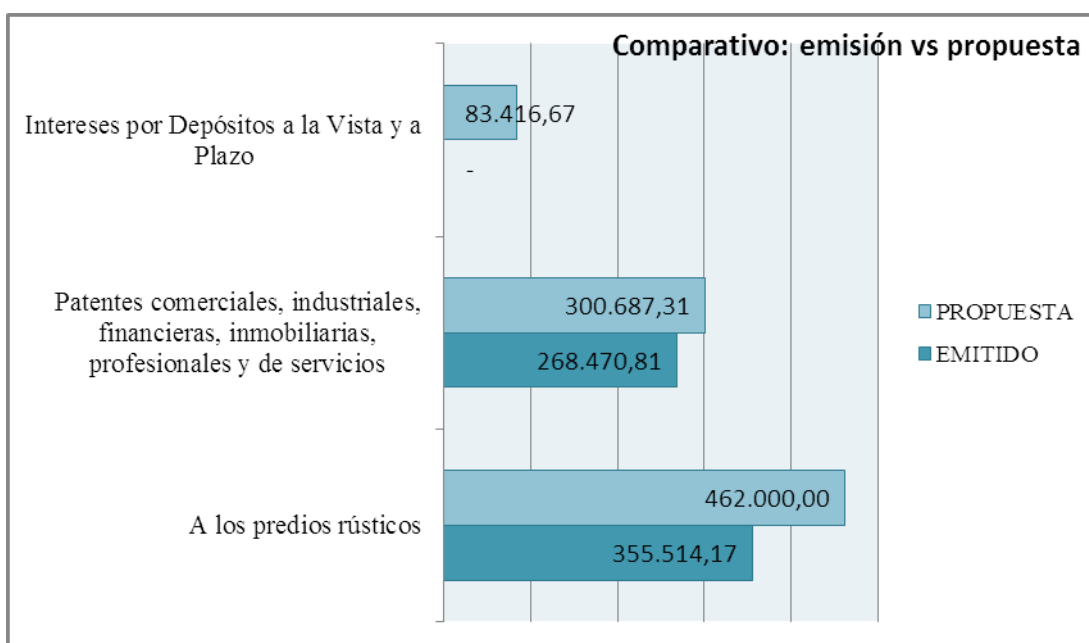 Comparativo: emisión vs propuesta
Intereses por Depósitos a la Vista y a
Plazo
83.416,67
-
Patentes comerciales, industriales,
financieras, inmobiliarias,
profesionales y de servicios
300.687,31
268.470,81
A los predios rústicos
462.000,00
355.514,17
PROPUESTA
EMITIDO